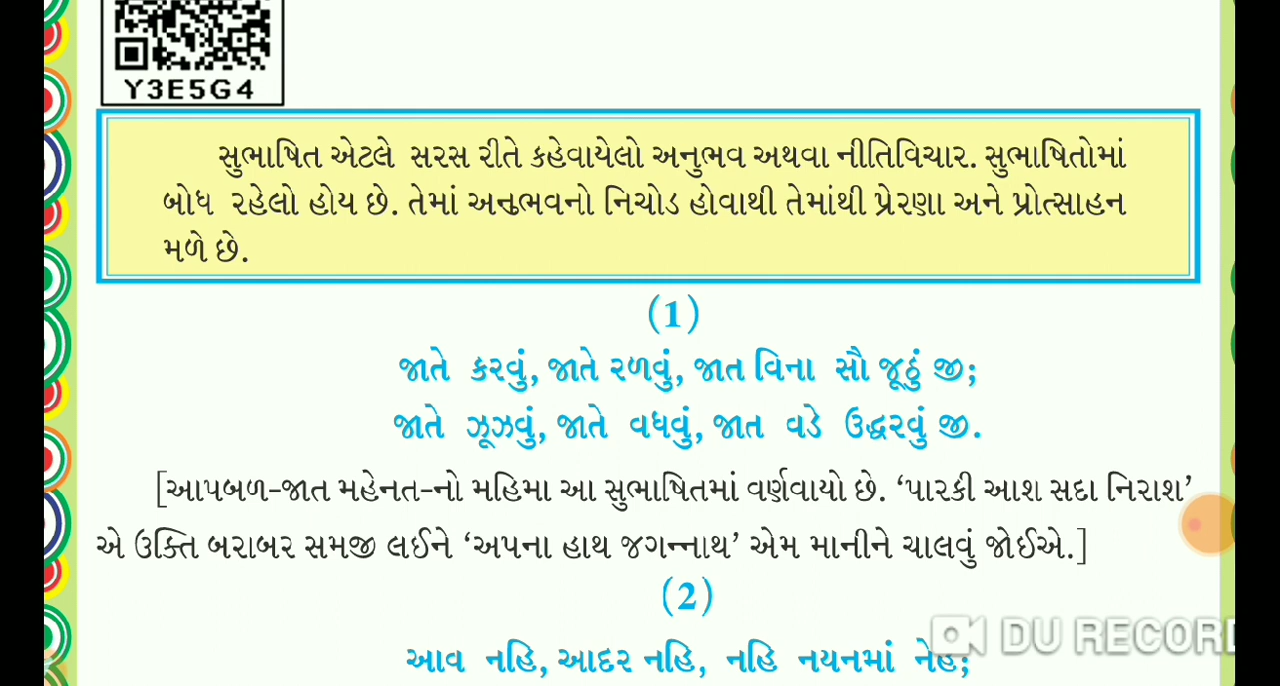 Y3E5G4
સુભાષિત એટલે સરસ રીતે કહેવાયેલો અનુભવ અથવા નીતિવિચાર. સુભાષિતોમાં
બોધ રહેલો હોય છે. તેમાં અનુભવનો નિચોડ હોવાથી તેમાંથી પ્રેરણા અને પ્રોત્સાહન
મળે છે.
(1)
જાતે કરવું, જાતે રળવું, જાત વિના સૌ જૂઠું જી;
જાતે ઝૂઝવું, જાતે વધવું, જાત વડે ઉદ્ધરવું જી.
[આપબળ-જાત મહેનત-નો મહિમા આ સુભાષિતમાં વર્ણવાયો છે. ‘પારકી આશ સદા નિરાશ’
એ ઉક્તિ બરાબર સમજી લઈને ‘અપના હાથ જગન્નાથ’ એમ માનીને ચાલવું જોઈએ.]
(2)
આવ નહિ, આદર નહિ, નહિ નયનમાં નેહ;
DU RECORD